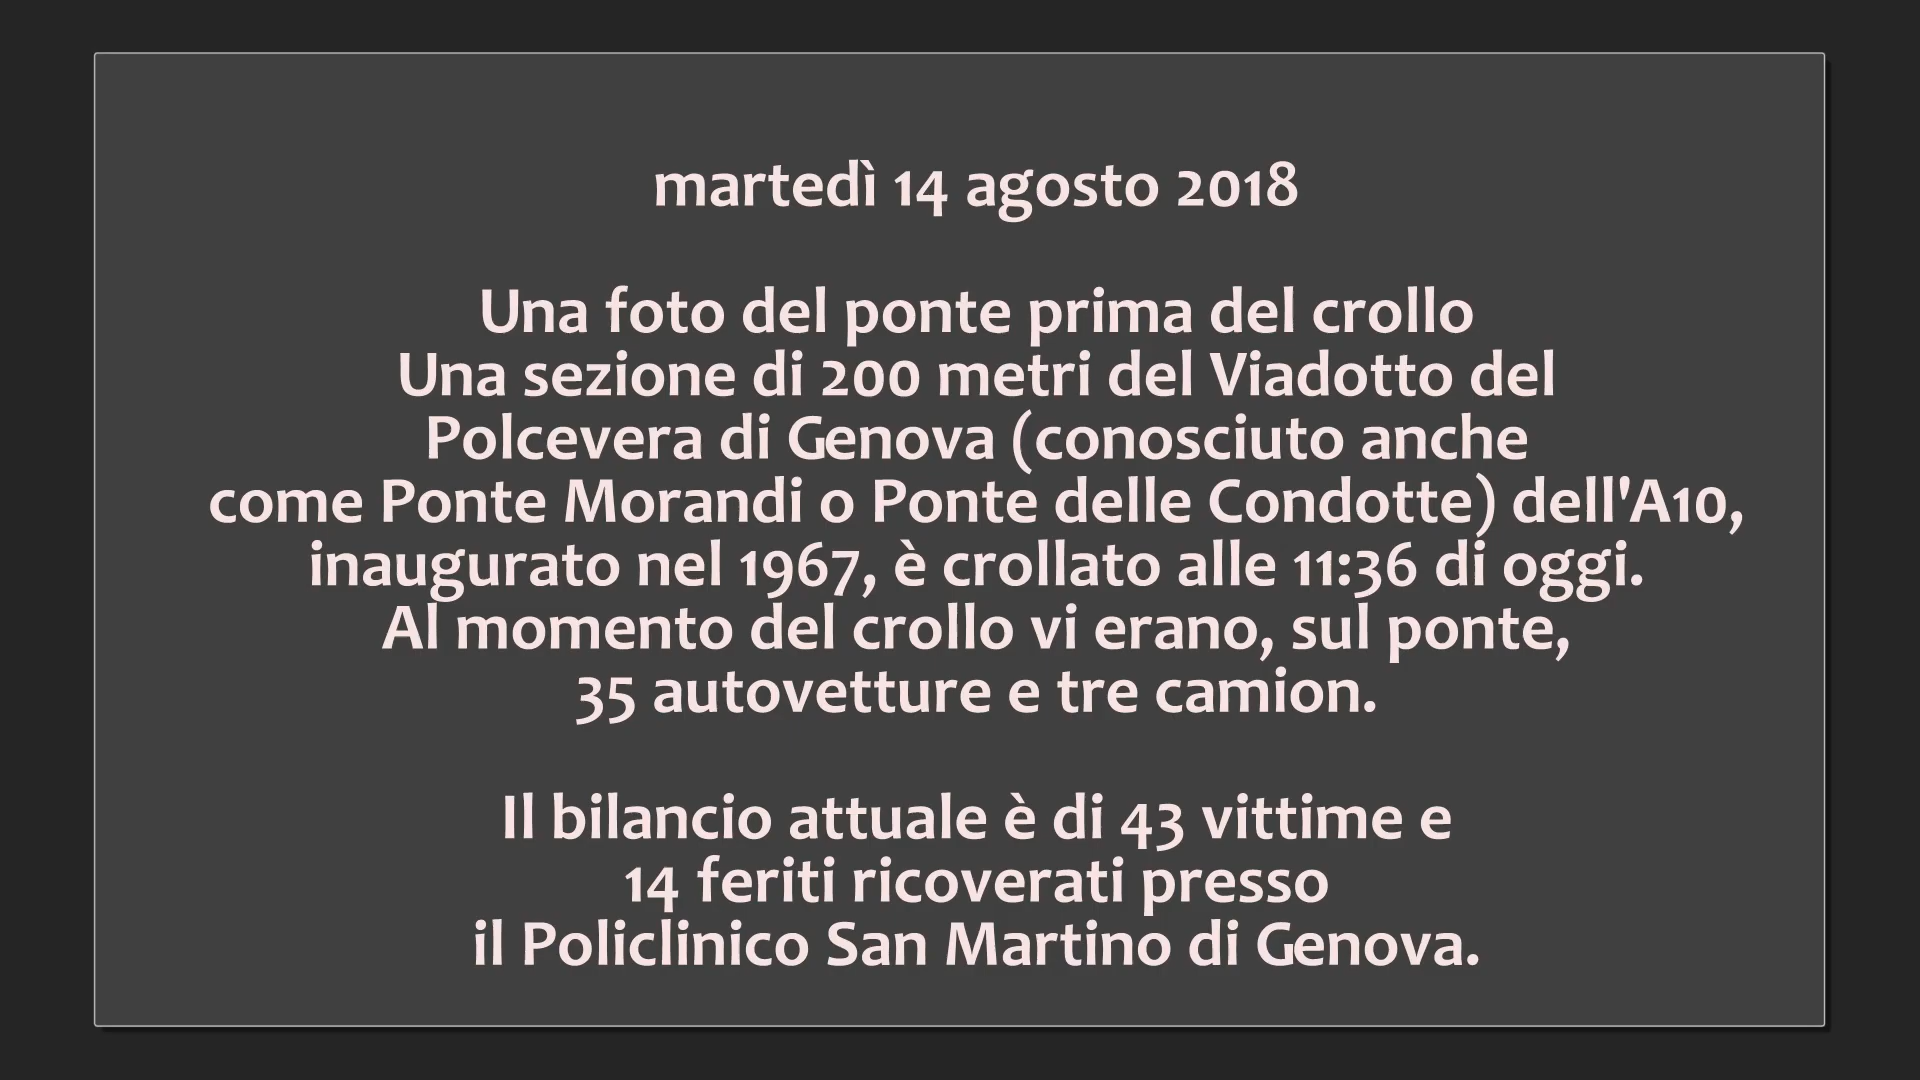 martedì 14 agosto 2018
Una foto del ponte prima del crollo
Una sezione di 200 metri del Viadotto del
Polcevera di Genova (conosciuto anche
come Ponte Morandi o Ponte delle Condotte) dell'A10,
inaugurato nel 1967, è crollato alle 11:36 di oggi.
Al momento del crollo vi erano, sul ponte,
35 autovetture e tre camion.
Il bilancio attuale è di 43 vittime e
14 feriti ricoverati presso
il Policlinico San Martino di Genova.